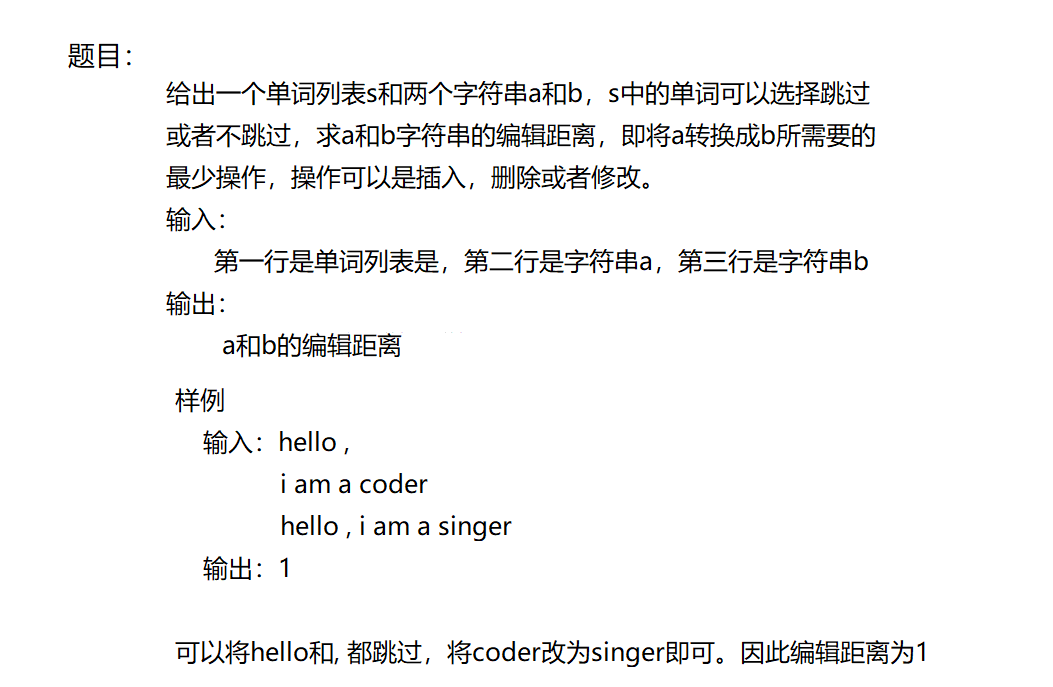 题目：
给出一个单词列表s和两个字符串a和b，s中的单词可以选择跳过
或者不跳过，求a和b字符串的编辑距离，即将a转换成b所需要的
最少操作，操作可以是插入，删除或者修改。
输入：
第一行是单词列表是，第二行是字符串a，第三行是字符串b
输出：
a和b的编辑距离
样例
输入：hello ,
i am a coder
hello , i am a singer
输出：1
可以将hello和, 都跳过，将coder改为singer即可。因此编辑距离为1